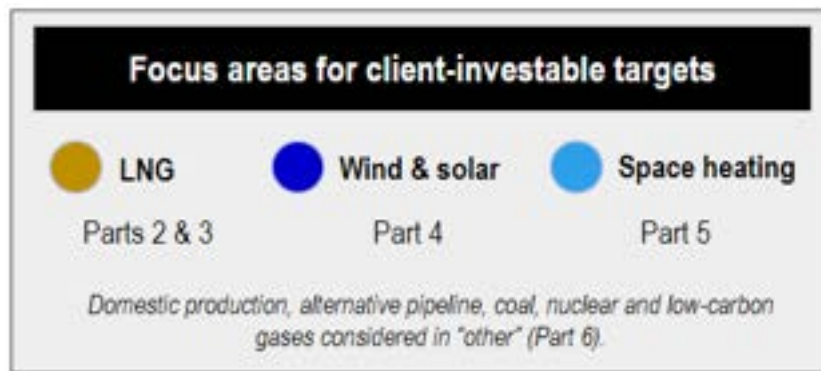 Focus areas for client-investable targets
LNG Wind & solar Space heating
Parts 2 & 3 Part 4 Part 5
Domestic production, alternative pipeline, coal, nuclear and low-carbon
gases considered in "other" (Part 6).